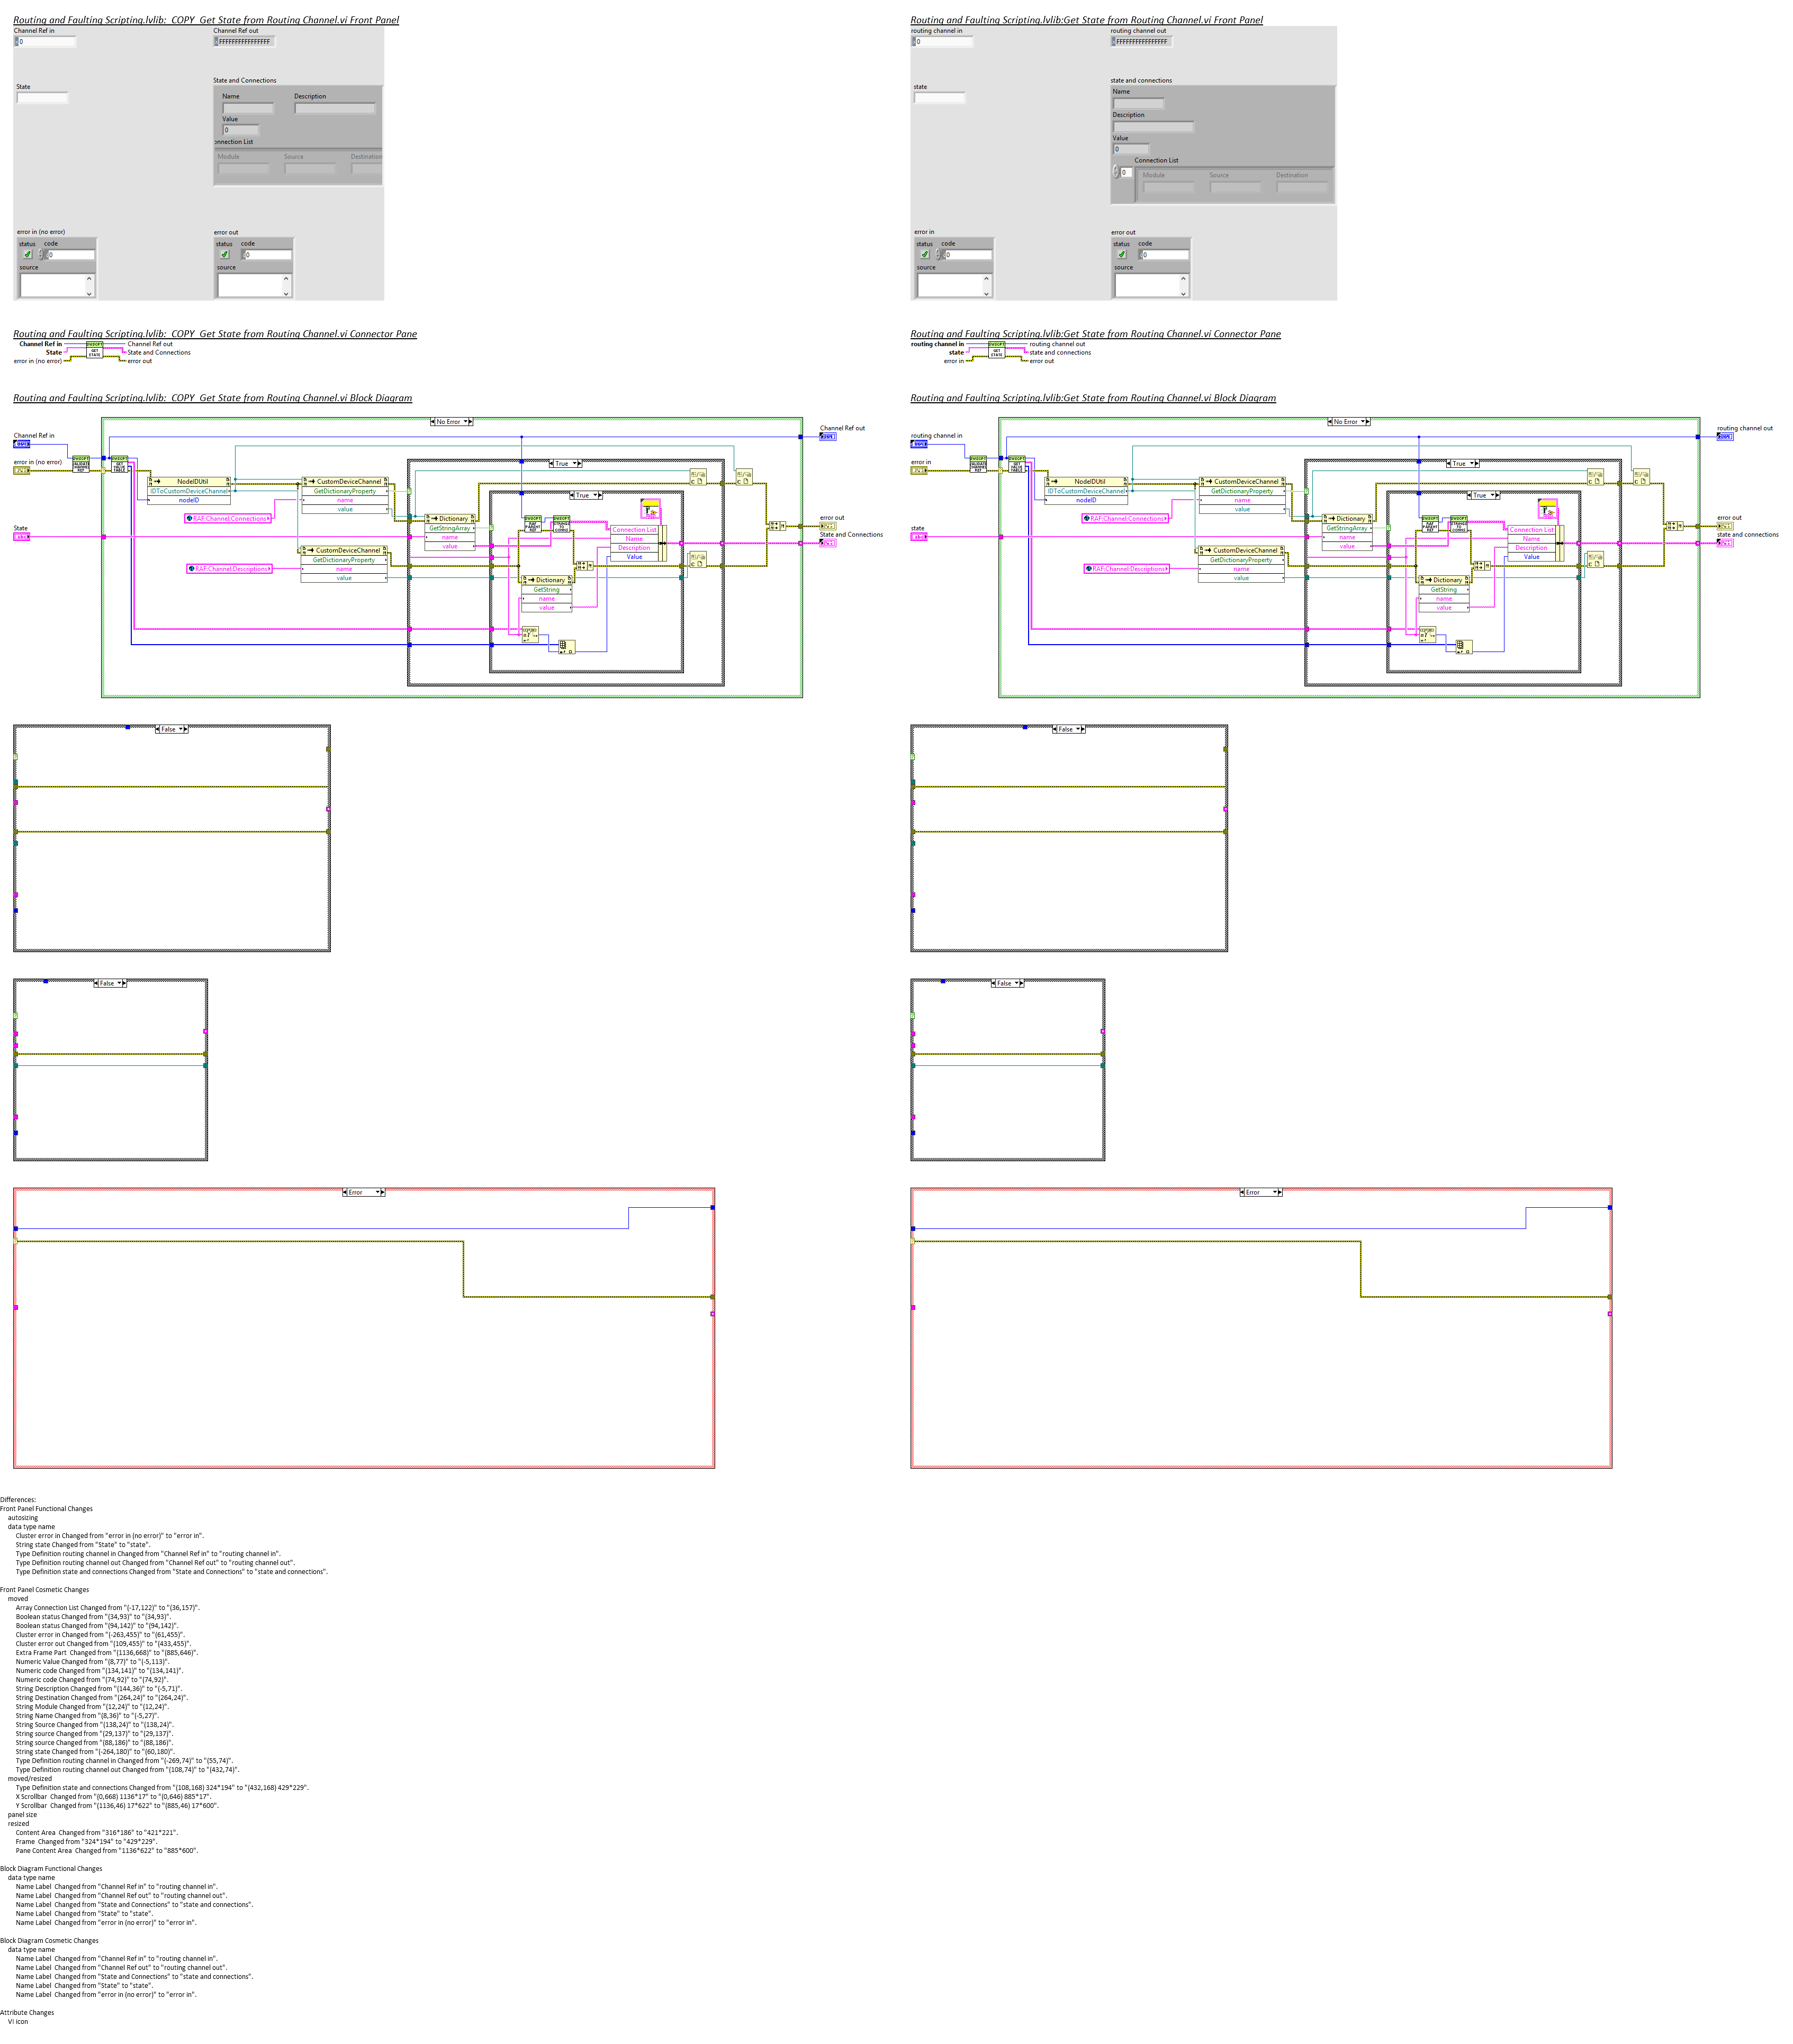 Routing and Faulting Scripting.lvlib:_COPY_Get State from Routing Channel.vi Front Panel
Channel Ref in
Channel Ref out
0
FFFFFFFFFFFFFFFF
State
State and Connections
Name
Description
Value
0
onnection List
Module
Source
Destination
error in (no error)
error out
status
code
0
source
status
code
0
source
Routing and Faulting Scripting.lvlib:Get State from Routing Channel.vi Front Panel
routing channel in
routing channel out
0
FFFFFFFFFFFFFFFF
state
state and connections
Name
Description
Value
0
Connection List
0
Module
Source
Destination
error in
error out
status
code
0
source
status
code
0
source
Routing and Faulting Scripting.lvlib:_COPY_Get State from Routing Channel.vi Connector Pane
Channel Ref in
State
error in (no error)
GET STATE
Channel Ref out
State and Connections
error out
Routing and Faulting Scripting.lvlib:Get State from Routing Channel.vi Connector Pane
routing channel in
state
error in
GET STATE
routing channel out
state and connections
error out
Routing and Faulting Scripting.lvlib:_COPY_Get State from Routing Channel.vi Block Diagram
No Error
Channel Ref in
Channel Ref out
error in (no error)
True
NodeIDUtil
IDToCustomDeviceChannel
nodeID
CustomDeviceChannel
GetDictionaryProperty
name
value
RAF:Channel:Connections
True
Dictionary
GetStringArray
name
value
Connection List
Name
Description
Value
State
error out
State and Connections
CustomDeviceChannel
GetDictionaryProperty
name
value
RAF:Channel:Descriptions
Dictionary
GetString
name
value
Routing and Faulting Scripting.lvlib:Get State from Routing Channel.vi Block Diagram
No Error
routing channel in
routing channel out
error in
True
NodeIDUtil
IDToCustomDeviceChannel
nodeID
CustomDeviceChannel
GetDictionaryProperty
name
value
RAF:Channel:Connections
True
Dictionary
GetStringArray
name
value
Connection List
Name
Description
Value
state
error out
state and connections
CustomDeviceChannel
GetDictionaryProperty
name
value
RAF:Channel:Descriptions
Dictionary
GetString
name
value
False
False
False
False
Error
Error
Differences:
Front Panel Functional Changes
autosizing
data type name
Cluster error in Changed from "error in (no error)" to "error in".
String state Changed from "State" to "state".
Type Definition routing channel in Changed from "Channel Ref in" to "routing channel in".
Type Definition routing channel out Changed from "Channel Ref out" to "routing channel out".
Type Definition state and connections Changed from "State and Connections" to "state and connections".
Front Panel Cosmetic Changes
moved
Array Connection List Changed from "(-17,122)" to "(36,157)".
Boolean status Changed from "(34,93)" to "(34,93)".
Boolean status Changed from "(94,142)" to "(94,142)".
Cluster error in Changed from "(-263,455)" to "(61,455)".
Cluster error out Changed from "(109,455)" to "(433,455)".
Extra Frame Part  Changed from "(1136,668)" to "(885,646)".
Numeric Value Changed from "(8,77)" to "(-5,113)".
Numeric code Changed from "(134,141)" to "(134,141)".
Numeric code Changed from "(74,92)" to "(74,92)".
String Description Changed from "(144,36)" to "(-5,71)".
String Destination Changed from "(264,24)" to "(264,24)".
String Module Changed from "(12,24)" to "(12,24)".
String Name Changed from "(8,36)" to "(-5,27)".
String Source Changed from "(138,24)" to "(138,24)".
String source Changed from "(29,137)" to "(29,137)".
String source Changed from "(88,186)" to "(88,186)".
String state Changed from "(-264,180)" to "(60,180)".
Type Definition routing channel in Changed from "(-269,74)" to "(55,74)".
Type Definition routing channel out Changed from "(108,74)" to "(432,74)".
moved/resized
Type Definition state and connections Changed from "(108,168) 324*194" to "(432,168) 429*229".
X Scrollbar  Changed from "(0,668) 1136*17" to "(0,646) 885*17".
Y Scrollbar  Changed from "(1136,46) 17*622" to "(885,46) 17*600".
panel size
resized
Content Area  Changed from "316*186" to "421*221".
Frame  Changed from "324*194" to "429*229".
Pane Content Area  Changed from "1136*622" to "885*600".
Block Diagram Functional Changes
data type name
Name Label  Changed from "Channel Ref in" to "routing channel in".
Name Label  Changed from "Channel Ref out" to "routing channel out".
Name Label  Changed from "State and Connections" to "state and connections".
Name Label  Changed from "State" to "state".
Name Label  Changed from "error in (no error)" to "error in".
Block Diagram Cosmetic Changes
data type name
Name Label  Changed from "Channel Ref in" to "routing channel in".
Name Label  Changed from "Channel Ref out" to "routing channel out".
Name Label  Changed from "State and Connections" to "state and connections".
Name Label  Changed from "State" to "state".
Name Label  Changed from "error in (no error)" to "error in".
Attribute Changes
VI icon